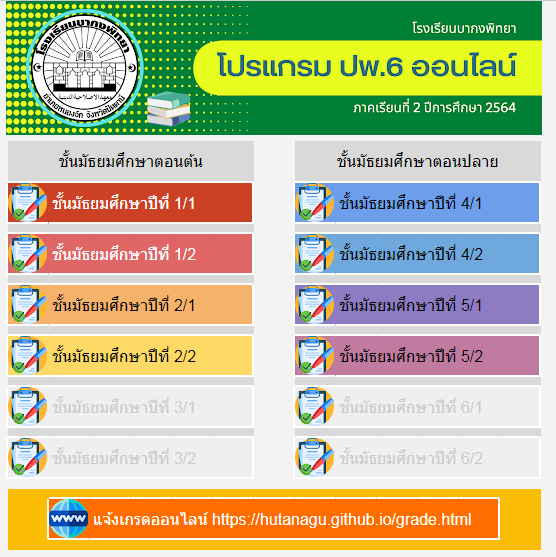 โรงเรียนบากงพิทยา
อำเภอหนองจิก จังหวัดปัตตานี
โรงเรียนบากงพิทยา
โปรแกรม ปพ.6 ออนไลน์
ภาคเรียนที่ 2 ปีการศึกษา 2564
ชั้นมัธยมศึกษาตอนต้น
ชั้นมัธยมศึกษาปีที่ 1/1
ชั้นมัธยมศึกษาปีที่ 1/2
ชั้นมัธยมศึกษาปีที่ 2/1
ชั้นมัธยมศึกษาปีที่ 2/2
ชั้นมัธยมศึกษาปีที่ 3/1
ชั้นมัธยมศึกษาปีที่ 3/2
ชั้นมัธยมศึกษาตอนปลาย
ชั้นมัธยมศึกษาปีที่ 4/1
ชั้นมัธยมศึกษาปีที่ 4/2
ชั้นมัธยมศึกษาปีที่ 5/1
ชั้นมัธยมศึกษาปีที่ 5/2
ชั้นมัธยมศึกษาปีที่ 6/1
ชั้นมัธยมศึกษาปีที่ 6/2
www แจ้งเกรดออนไลน์ https://hutanagu.github.io/grade.html